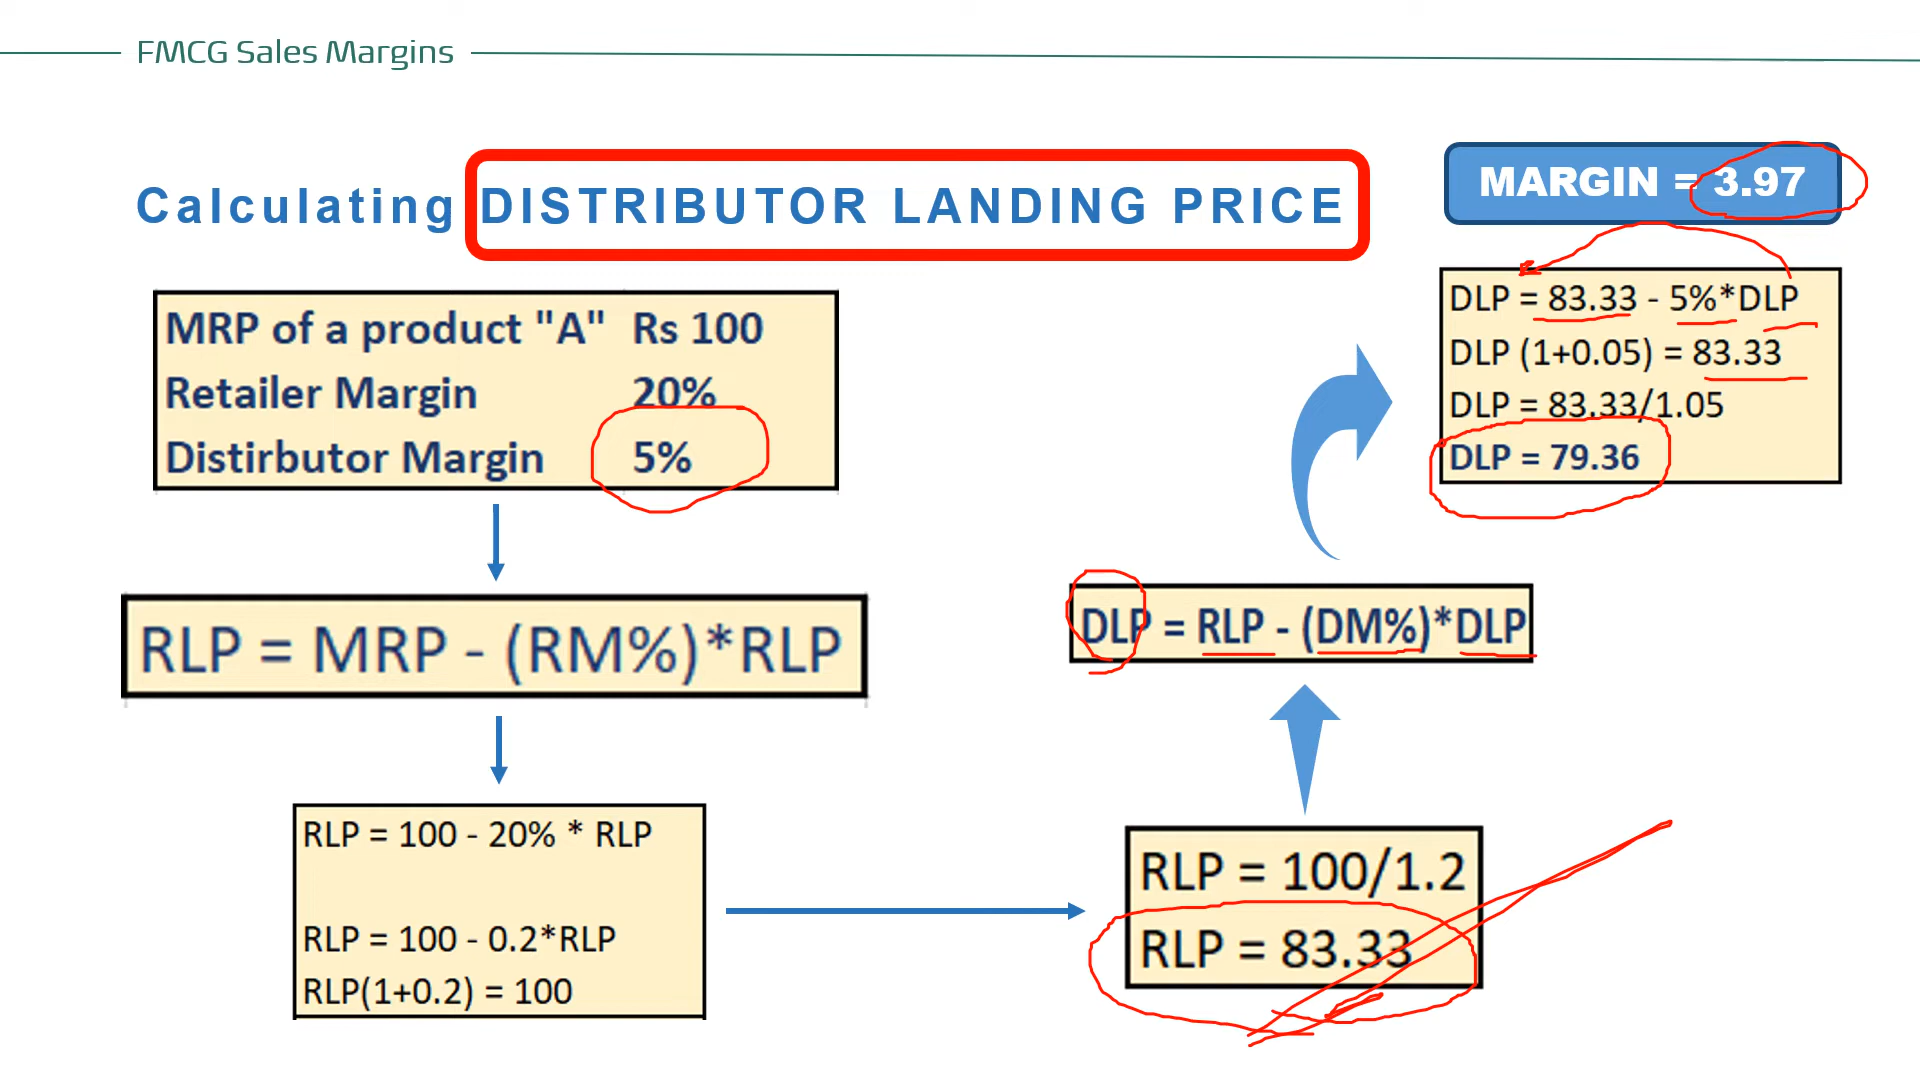 FMCG Sales Margins
Calculating DISTRIBUTOR LANDING PRICE
MRP of a product "A" Rs 100
Retailer Margin 20%
Distirbutor Margin 5%
RLP = MRP - (RM%)*RLP
RLP = 100 - 20% * RLP
RLP = 100 - 0.2*RLP
RLP(1+0.2) = 100
RLP = 100/1.2
RLP = 83.33
DLP = RLP - (DM%)*DLP
DLP = 83.33 - 5%*DLP
DLP (1+0.05) = 83.33
DLP = 83.33/1.05
DLP = 79.36
MARGIN = 3.97